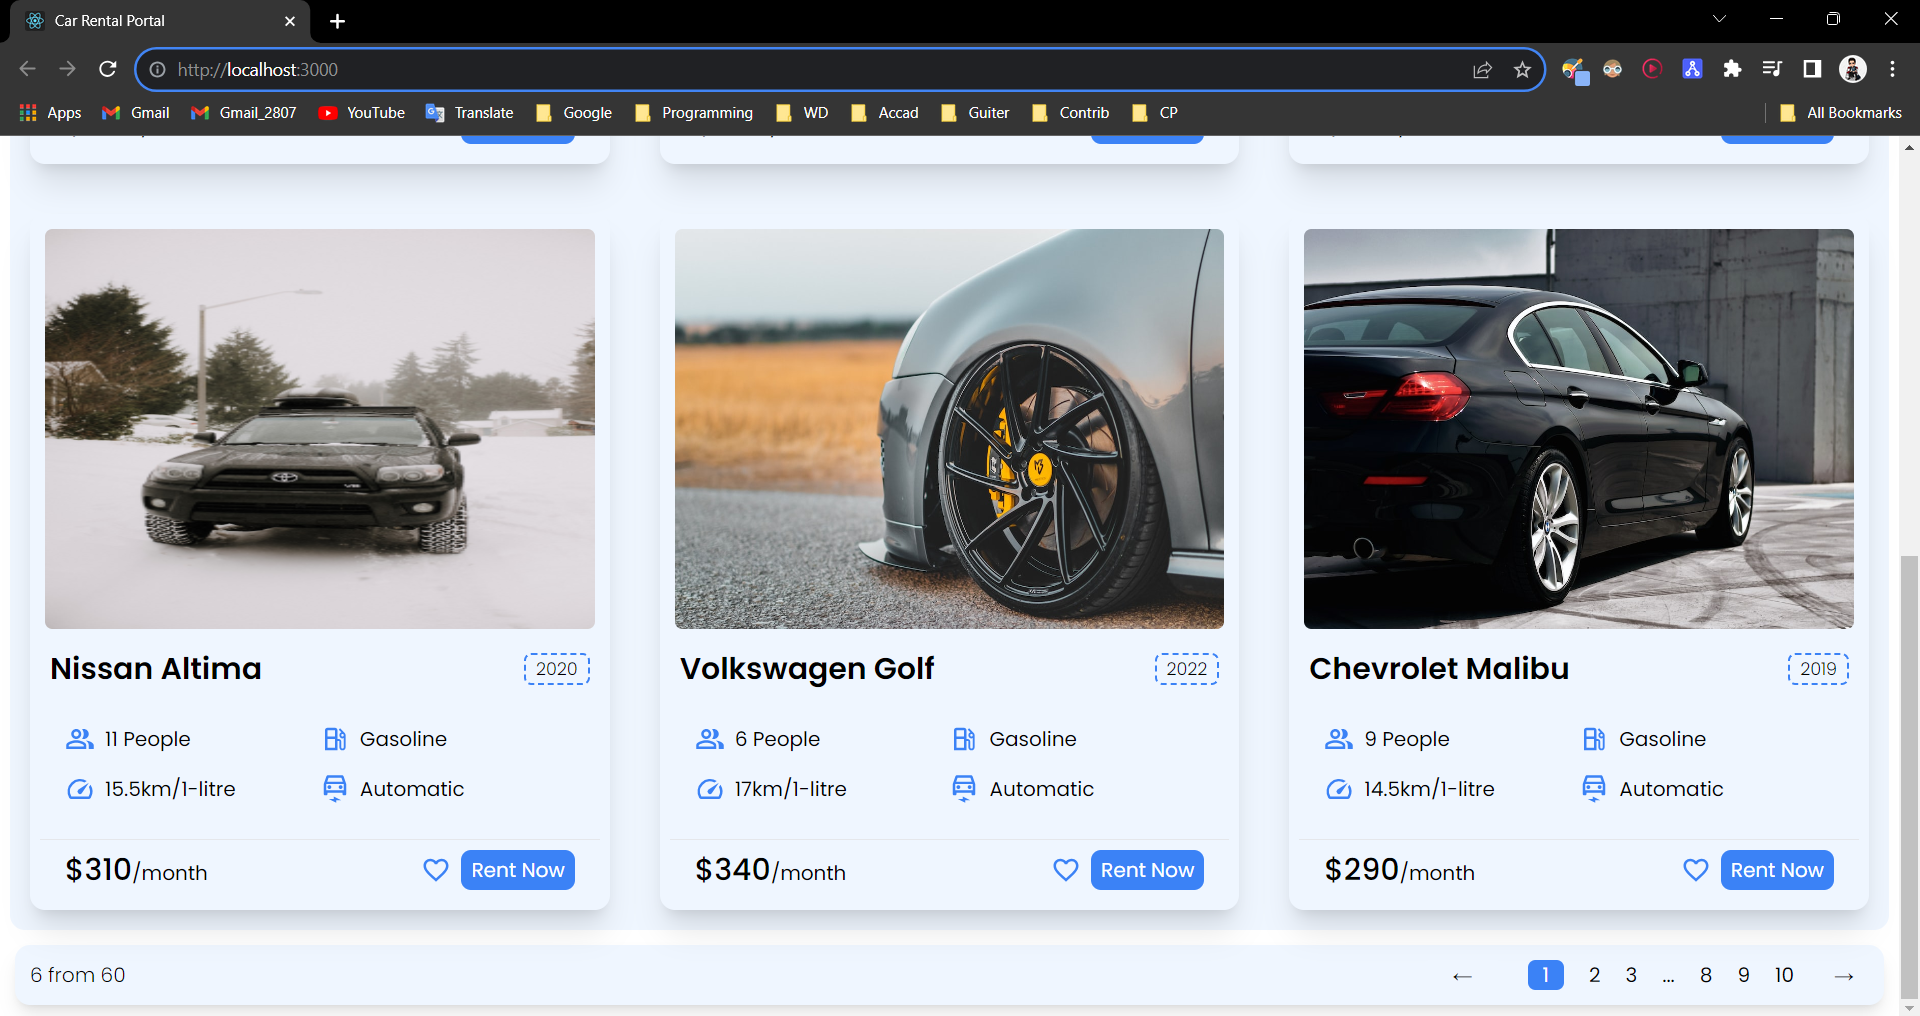 Car Rental Portal
http://localhost:3000
Apps Gmail Gmail_2807 YouTube Translate Google Programming WD Accad Guiter Contrib CP All Bookmarks
Nissan Altima 2020
11 People Gasoline
15.5km/1-litre Automatic
$310/month Rent Now
Volkswagen Golf 2022
6 People Gasoline
17km/1-litre Automatic
$340/month Rent Now
Chevrolet Malibu 2019
9 People Gasoline
14.5km/1-litre Automatic
$290/month Rent Now
6 from 60 ← 1 2 3 ... 8 9 10 →